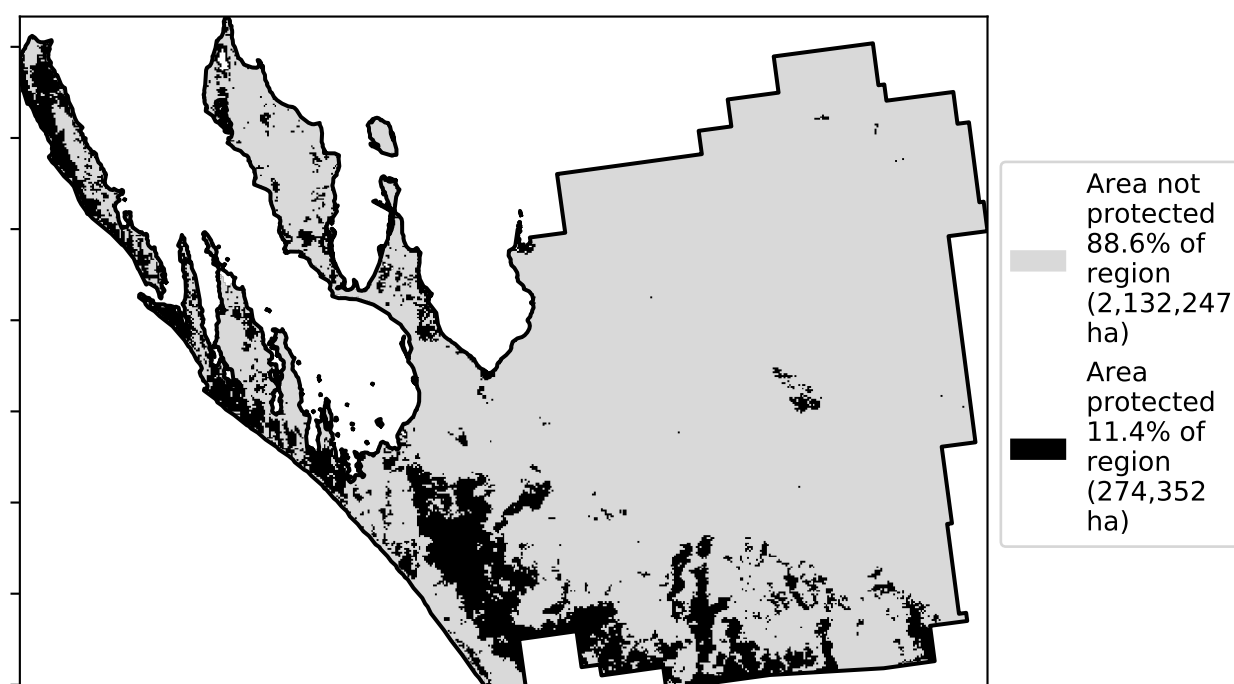 Area not
protected
88.6% of
region
(2,132,247
ha)
Area
protected
11.4% of
region
(274,352
ha)